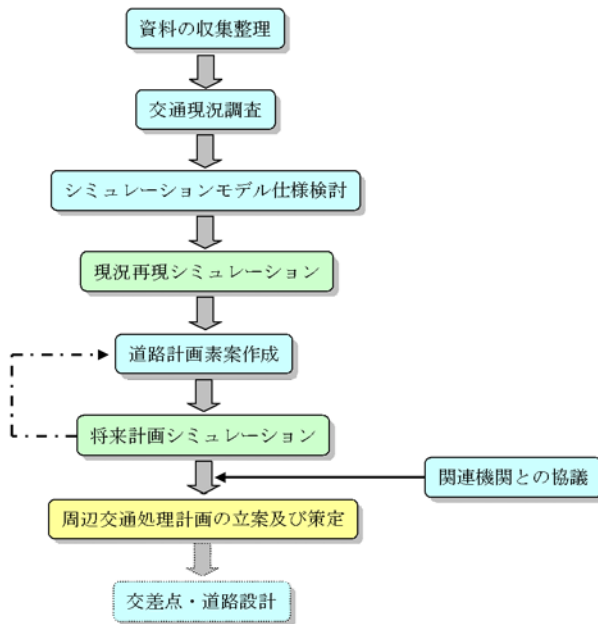 資料の収集整理
交通現況調査
シミュレーションモデル仕様検討
現況再現シミュレーション
道路計画素案作成
将来計画シミュレーション
関連機関との協議
周辺交通処理計画の立案及び策定
交差点・道路設計